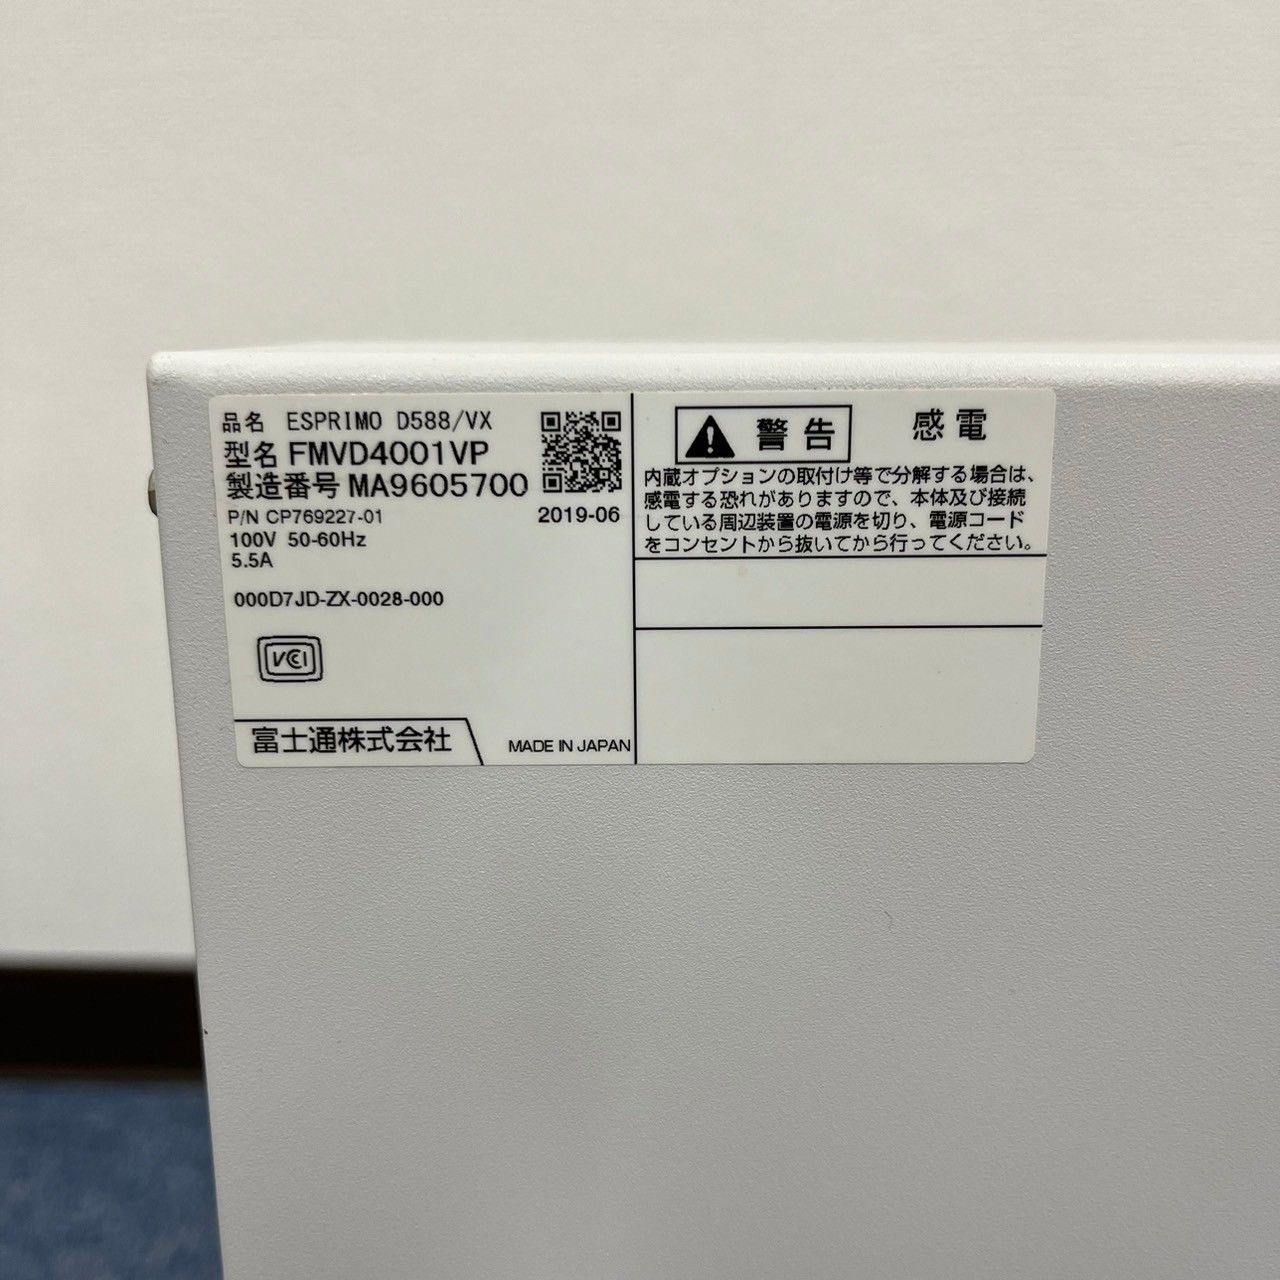 品名 ESPRIMO D588/VX
型名 FMVD4001VP
製造番号 MA9605700
P/N CP769227-01
2019-06
100V 50-60Hz
5.5A
000D7JD-ZX-0028-000
VCI
富士通株式会社
MADE IN JAPAN
警告 感電
内蔵オプションの取付け等で分解する場合は、
感電する恐れがありますので、本体及び接続
している周辺装置の電源を切り、電源コード
をコンセントから抜いてから行ってください。